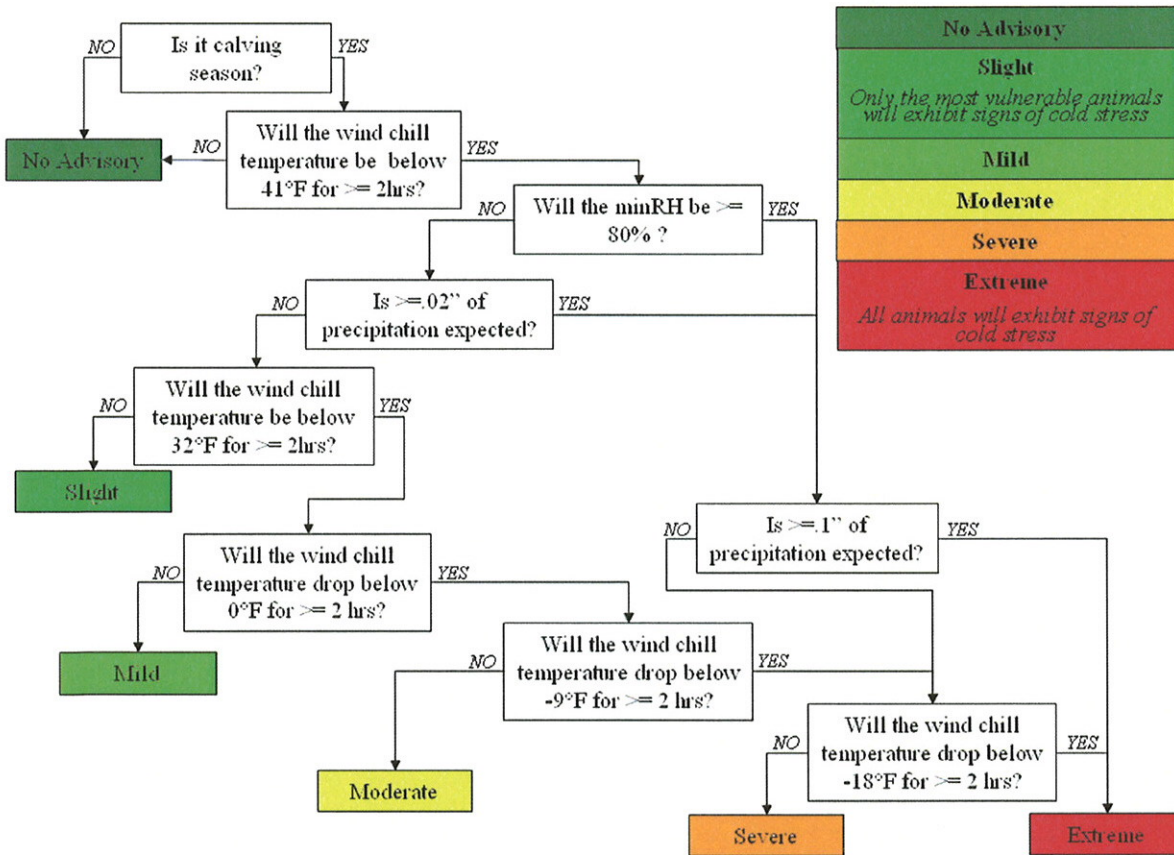 Is it calving
season?
NO
YES
No Advisory
Will the wind chill
temperature be below
41°F for >= 2hrs?
NO
YES
Will the minRH be >=
80% ?
NO
YES
Is >=.02” of
precipitation expected?
NO
YES
Will the wind chill
temperature be below
32°F for >= 2hrs?
NO
YES
Slight
Will the wind chill
temperature drop below
0°F for >= 2 hrs?
NO
YES
Mild
Is >=.1” of
precipitation expected?
NO
YES
Will the wind chill
temperature drop below
-9°F for >= 2 hrs?
NO
YES
Moderate
Will the wind chill
temperature drop below
-18°F for >= 2 hrs?
NO
YES
Severe
Extreme
No Advisory
Slight
Only the most vulnerable animals
will exhibit signs of cold stress
Mild
Moderate
Severe
Extreme
All animals will exhibit signs of
cold stress